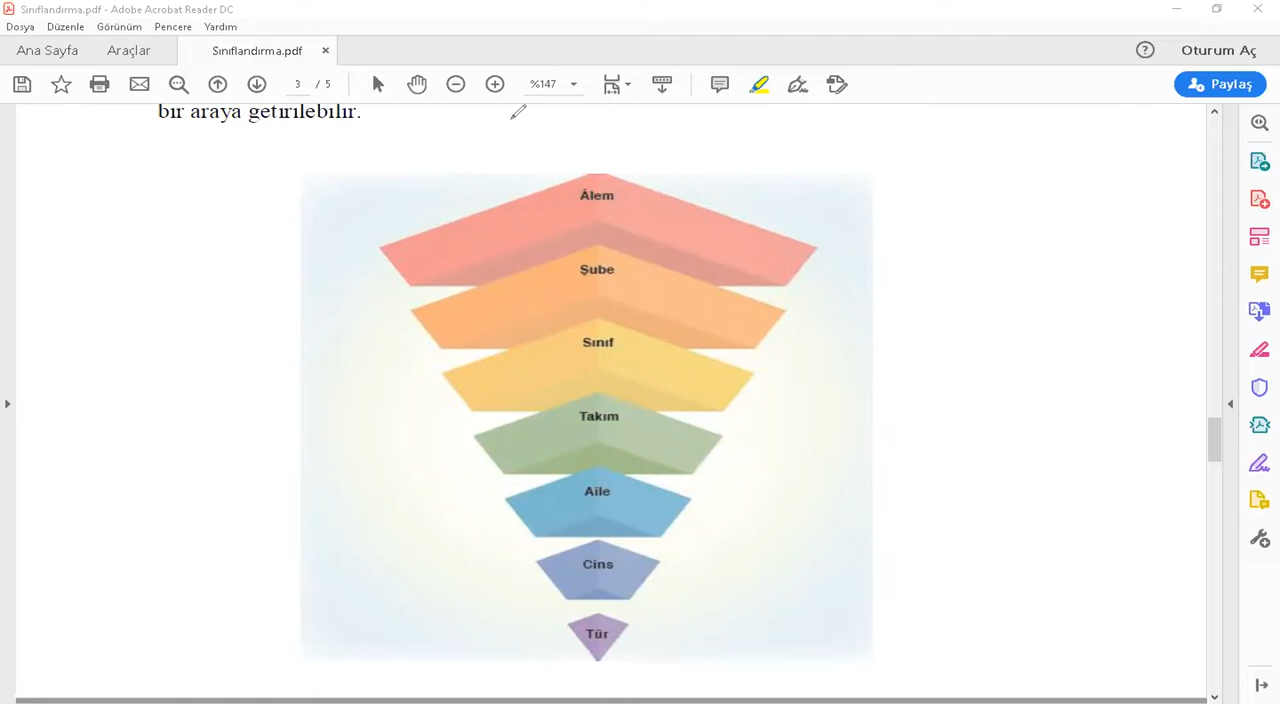 Sınıflandırma.pdf - Adobe Acrobat Reader DC
Dosya Düzenle Görünüm Pencere Yardım
Ana Sayfa Araçlar Sınıflandırma.pdf × Oturum Aç
3 / 5 %147 Paylaş
bir araya getirilebilir.
Âlem
Şube
Sınıf
Takım
Aile
Cins
Tür